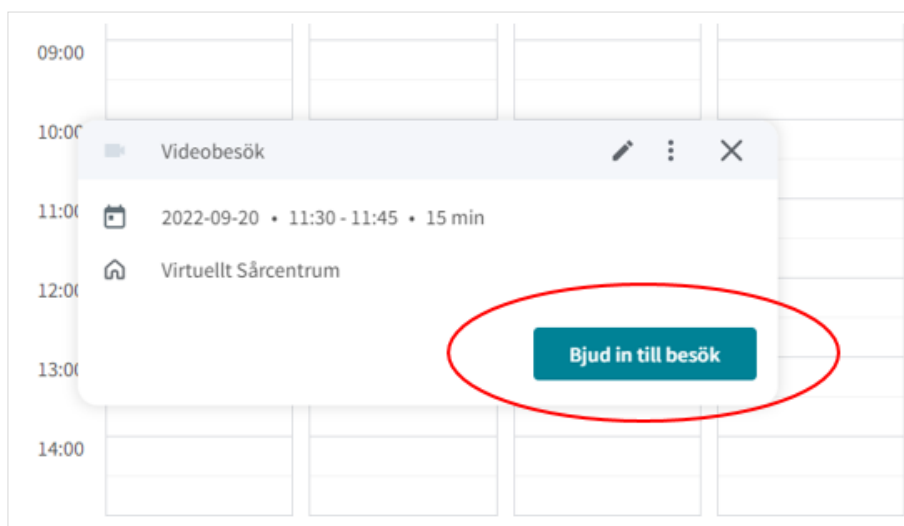 09:00
10:00
Videobesök
11:00
2022-09-20 • 11:30 - 11:45 • 15 min
Virtuellt Sårcentrum
12:00
Bjud in till besök
13:00
14:00